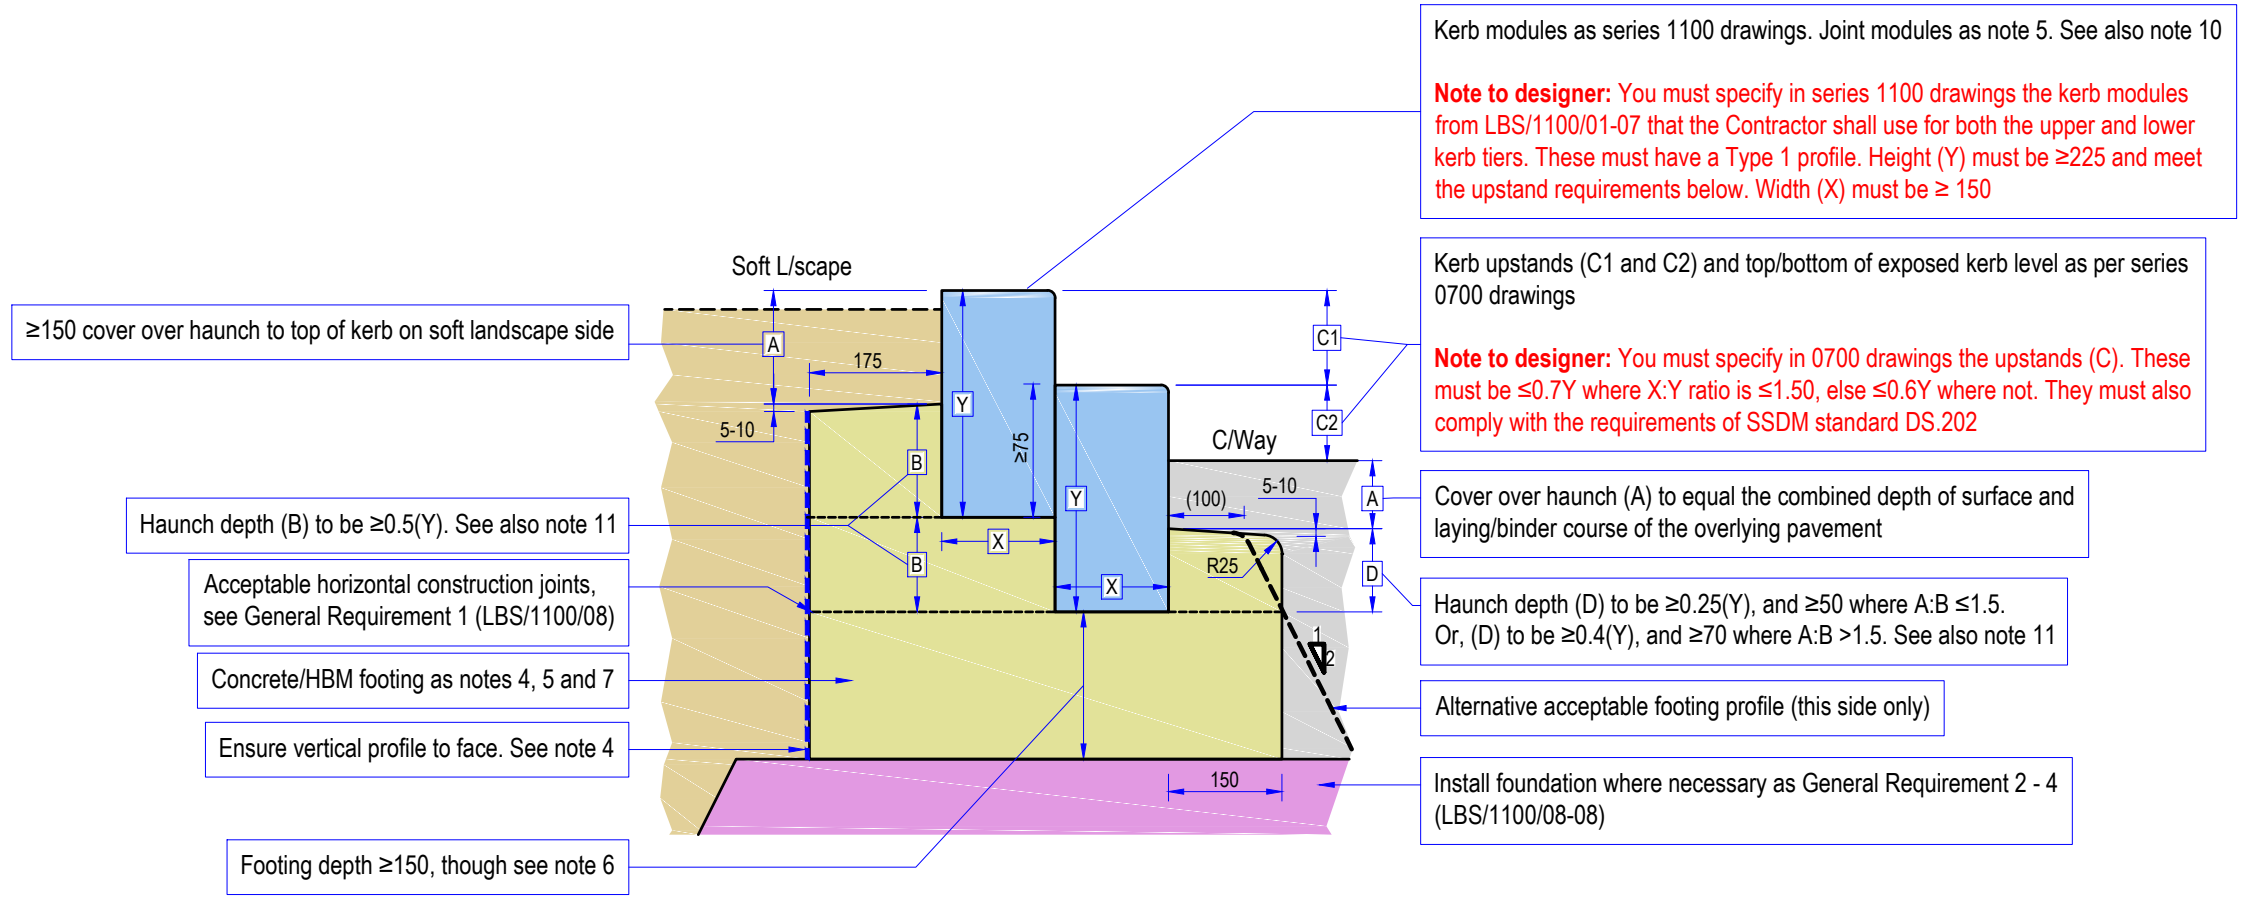 Kerb modules as series 1100 drawings. Joint modules as note 5. See also note 10
Note to designer: You must specify in series 1100 drawings the kerb modules
from LBS/1100/01-07 that the Contractor shall use for both the upper and lower
kerb tiers. These must have a Type 1 profile. Height (Y) must be ≥225 and meet
the upstand requirements below. Width (X) must be ≥ 150
Kerb upstands (C1 and C2) and top/bottom of exposed kerb level as per series
0700 drawings
Note to designer: You must specify in 0700 drawings the upstands (C). These
must be ≤0.7Y where X:Y ratio is ≤1.50, else ≤0.6Y where not. They must also
comply with the requirements of SSDM standard DS.202
Cover over haunch (A) to equal the combined depth of surface and
laying/binder course of the overlying pavement
Haunch depth (D) to be ≥0.25(Y), and ≥50 where A:B ≤1.5.
Or, (D) to be ≥0.4(Y), and ≥70 where A:B >1.5. See also note 11
Alternative acceptable footing profile (this side only)
Install foundation where necessary as General Requirement 2 - 4
(LBS/1100/08-08)
≥150 cover over haunch to top of kerb on soft landscape side
Haunch depth (B) to be ≥0.5(Y). See also note 11
Acceptable horizontal construction joints,
see General Requirement 1 (LBS/1100/08)
Concrete/HBM footing as notes 4, 5 and 7
Ensure vertical profile to face. See note 4
Footing depth ≥150, though see note 6
Soft L/scape
C/Way
A
175
5-10
B
B
Y
≥75
X
Y
X
C1
C2
(100)
5-10
A
R25
D
1
2
150